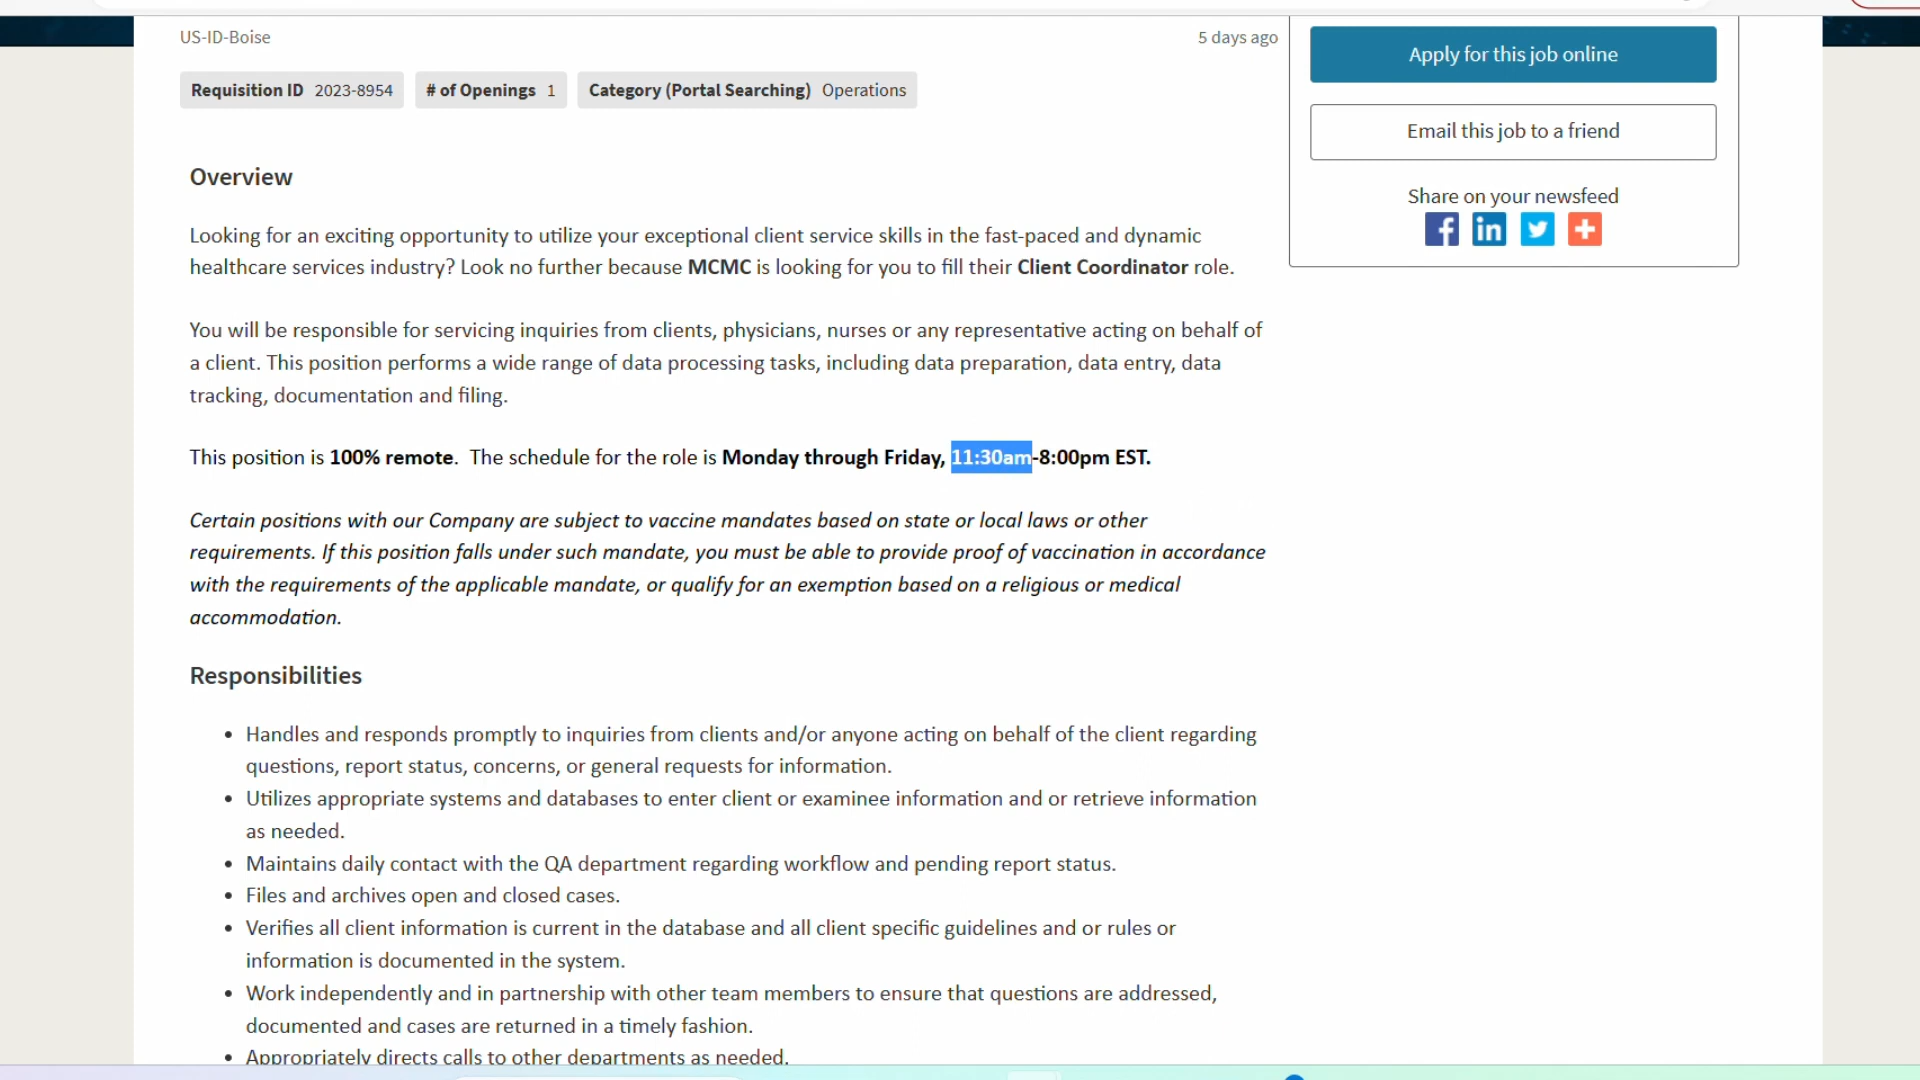 US-ID-Boise
5 days ago
Apply for this job online
Requisition ID 2023-8954
# of Openings 1
Category (Portal Searching) Operations
Email this job to a friend
Share on your newsfeed
Overview
Looking for an exciting opportunity to utilize your exceptional client service skills in the fast-paced and dynamic
healthcare services industry? Look no further because MCMC is looking for you to fill their Client Coordinator role.
You will be responsible for servicing inquiries from clients, physicians, nurses or any representative acting on behalf of
a client. This position performs a wide range of data processing tasks, including data preparation, data entry, data
tracking, documentation and filing.
This position is 100% remote. The schedule for the role is Monday through Friday, 11:30am-8:00pm EST.
Certain positions with our Company are subject to vaccine mandates based on state or local laws or other
requirements. If this position falls under such mandate, you must be able to provide proof of vaccination in accordance
with the requirements of the applicable mandate, or qualify for an exemption based on a religious or medical
accommodation.
Responsibilities
• Handles and responds promptly to inquiries from clients and/or anyone acting on behalf of the client regarding
questions, report status, concerns, or general requests for information.
• Utilizes appropriate systems and databases to enter client or examinee information and or retrieve information
as needed.
• Maintains daily contact with the QA department regarding workflow and pending report status.
• Files and archives open and closed cases.
• Verifies all client information is current in the database and all client specific guidelines and or rules or
information is documented in the system.
• Work independently and in partnership with other team members to ensure that questions are addressed,
documented and cases are returned in a timely fashion.
• Appropriately directs calls to other departments as needed.